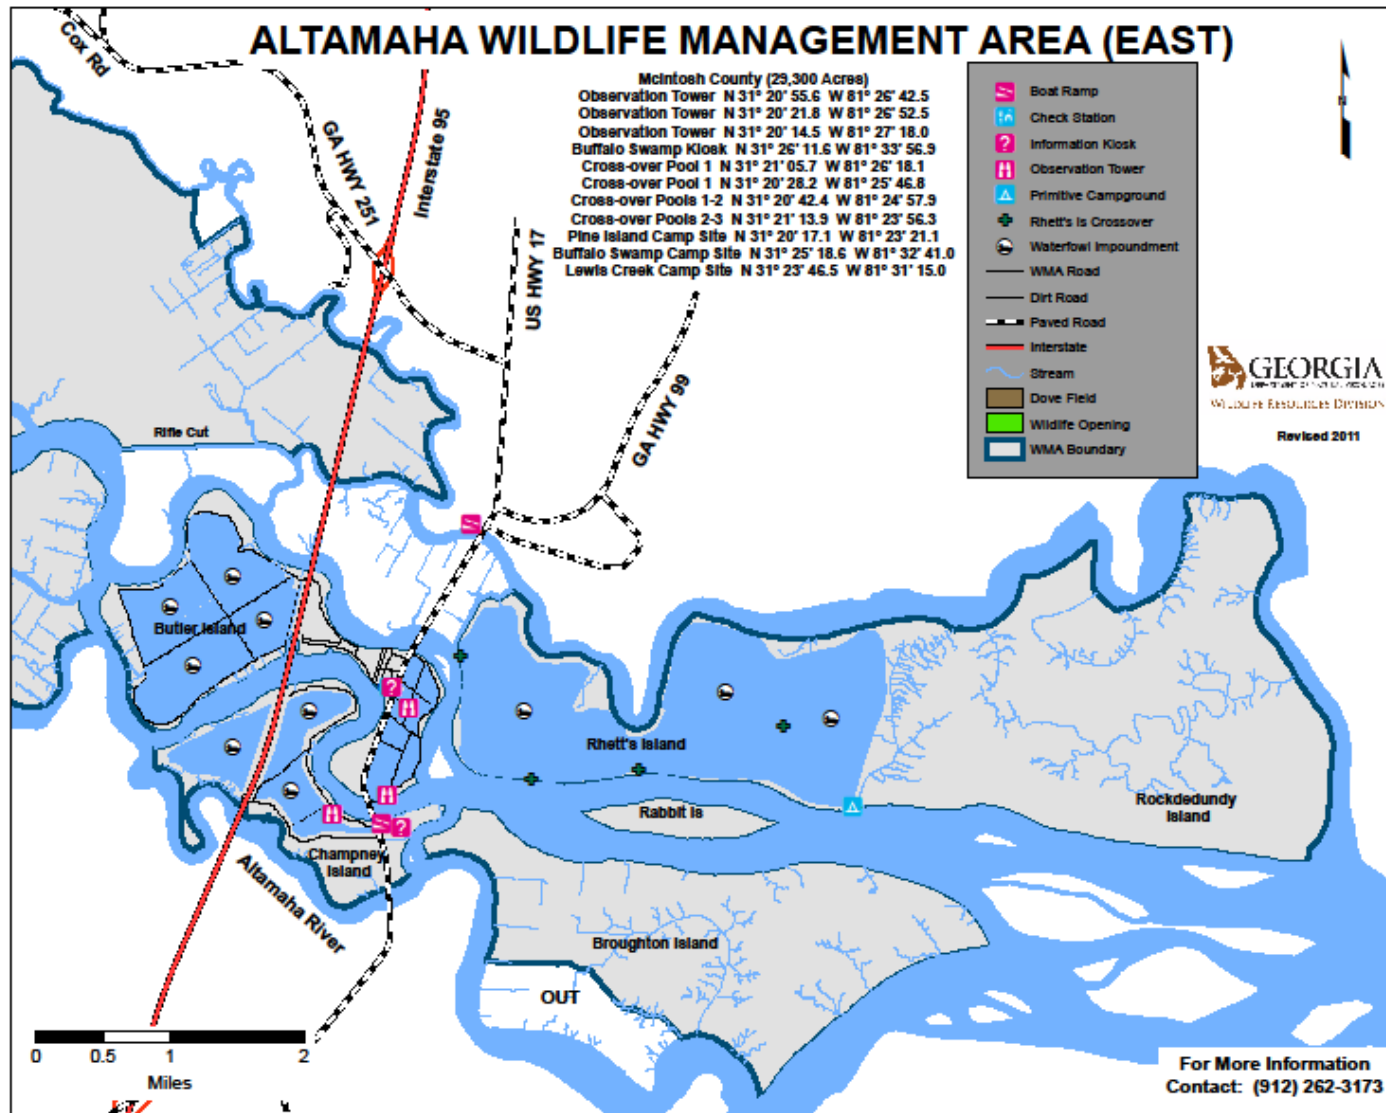 ALTAMAHA WILDLIFE MANAGEMENT AREA (EAST)
McIntosh County (29,300 Acres)
Observation Tower N 31° 20' 55.6 W 81° 26' 42.5
Observation Tower N 31° 20' 21.8 W 81° 26' 52.5
Observation Tower N 31° 20' 14.5 W 81° 27' 18.0
Buffalo Swamp Kiosk N 31° 26' 11.6 W 81° 33' 56.9
Cross-over Pool 1 N 31° 21' 05.7 W 81° 26' 18.1
Cross-over Pool 1 N 31° 20' 28.2 W 81° 25' 46.8
Cross-over Pools 1-2 N 31° 20' 42.4 W 81° 24' 57.9
Cross-over Pools 2-3 N 31° 21' 13.9 W 81° 23' 56.3
Pine Island Camp Site N 31° 20' 17.1 W 81° 23' 21.1
Buffalo Swamp Camp Site N 31° 25' 18.6 W 81° 32' 41.0
Lewis Creek Camp Site N 31° 23' 46.5 W 81° 31' 15.0
Boat Ramp
Check Station
Information Kiosk
Observation Tower
Primitive Campground
Rhett's Is Crossover
Waterfowl Impoundment
WMA Road
Dirt Road
Paved Road
Interstate
Stream
Dove Field
Wildlife Opening
WMA Boundary
N
GEORGIA
WILDLIFE RESOURCES DIVISION
Revised 2011
Cox Rd
GA HWY 251
Interstate 95
US HWY 17
GA HWY 99
Rifle Cut
Butler Island
Rhett's Island
Rabbit Is
Rockdedundy
Island
Champney
Island
Altamaha River
Broughton Island
OUT
0 0.5 1 2
Miles
For More Information
Contact: (912) 262-3173